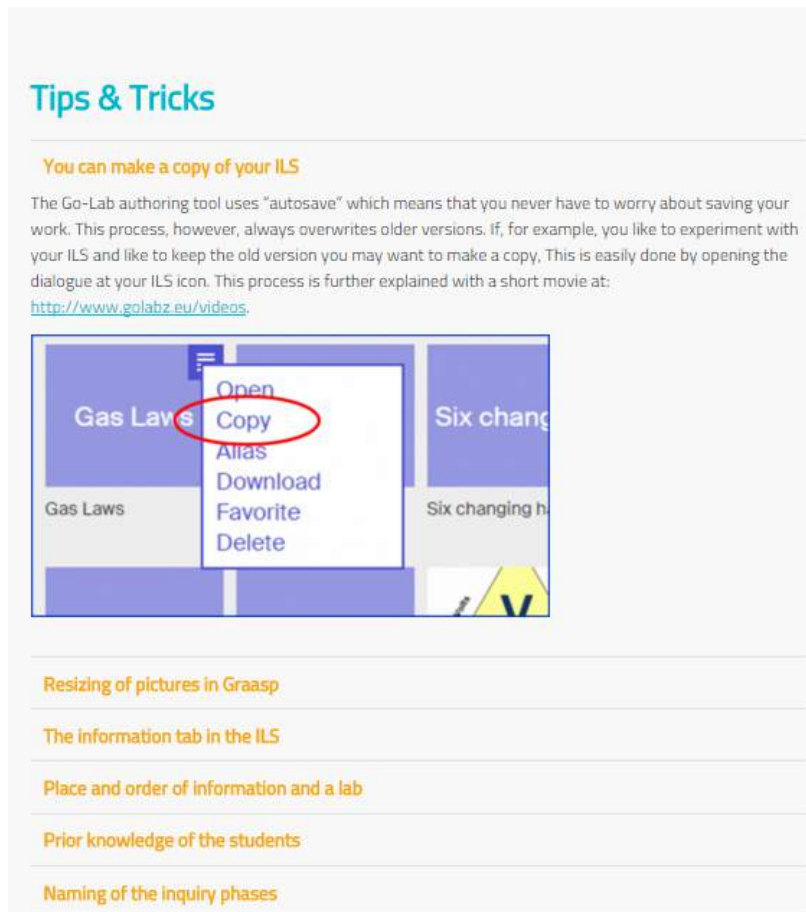 Tips & Tricks
You can make a copy of your ILS
The Go-Lab authoring tool uses "autosave" which means that you never have to worry about saving your
work. This process, however, always overwrites older versions. If, for example, you like to experiment with
your ILS and like to keep the old version you may want to make a copy, This is easily done by opening the
dialogue at your ILS icon. This process is further explained with a short movie at:
http://www.golabz.eu/videos.
Open
Gas Laws
Copy
Six chang
Alias
Download
Gas Laws
Favorite
Six changing h
Delete
V
Resizing of pictures in Graasp
The information tab in the ILS
Place and order of information and a lab
Prior knowledge of the students
Naming of the inquiry phases